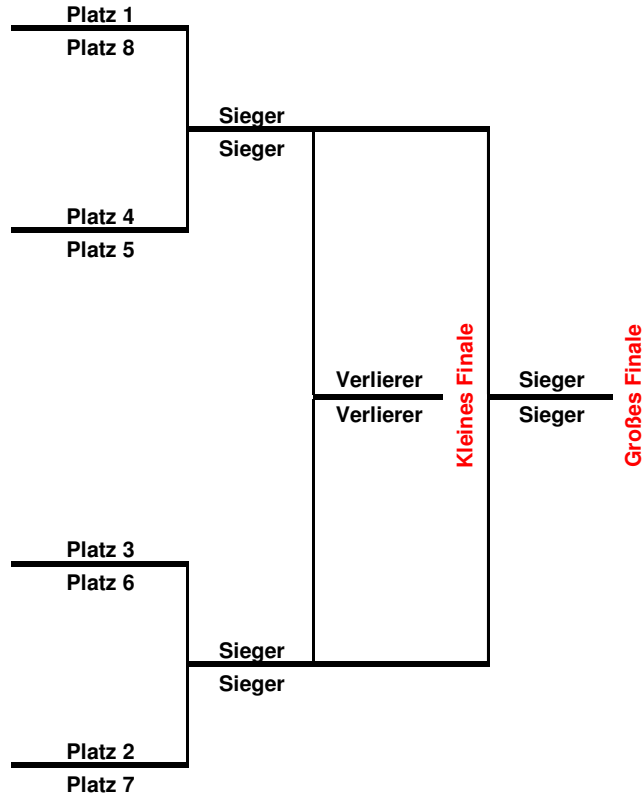 Platz 1
Platz 8
Sieger
Sieger
Platz 4
Platz 5
Verlierer
Verlierer
Kleines Finale
Sieger
Sieger
Großes Finale
Platz 3
Platz 6
Sieger
Sieger
Platz 2
Platz 7